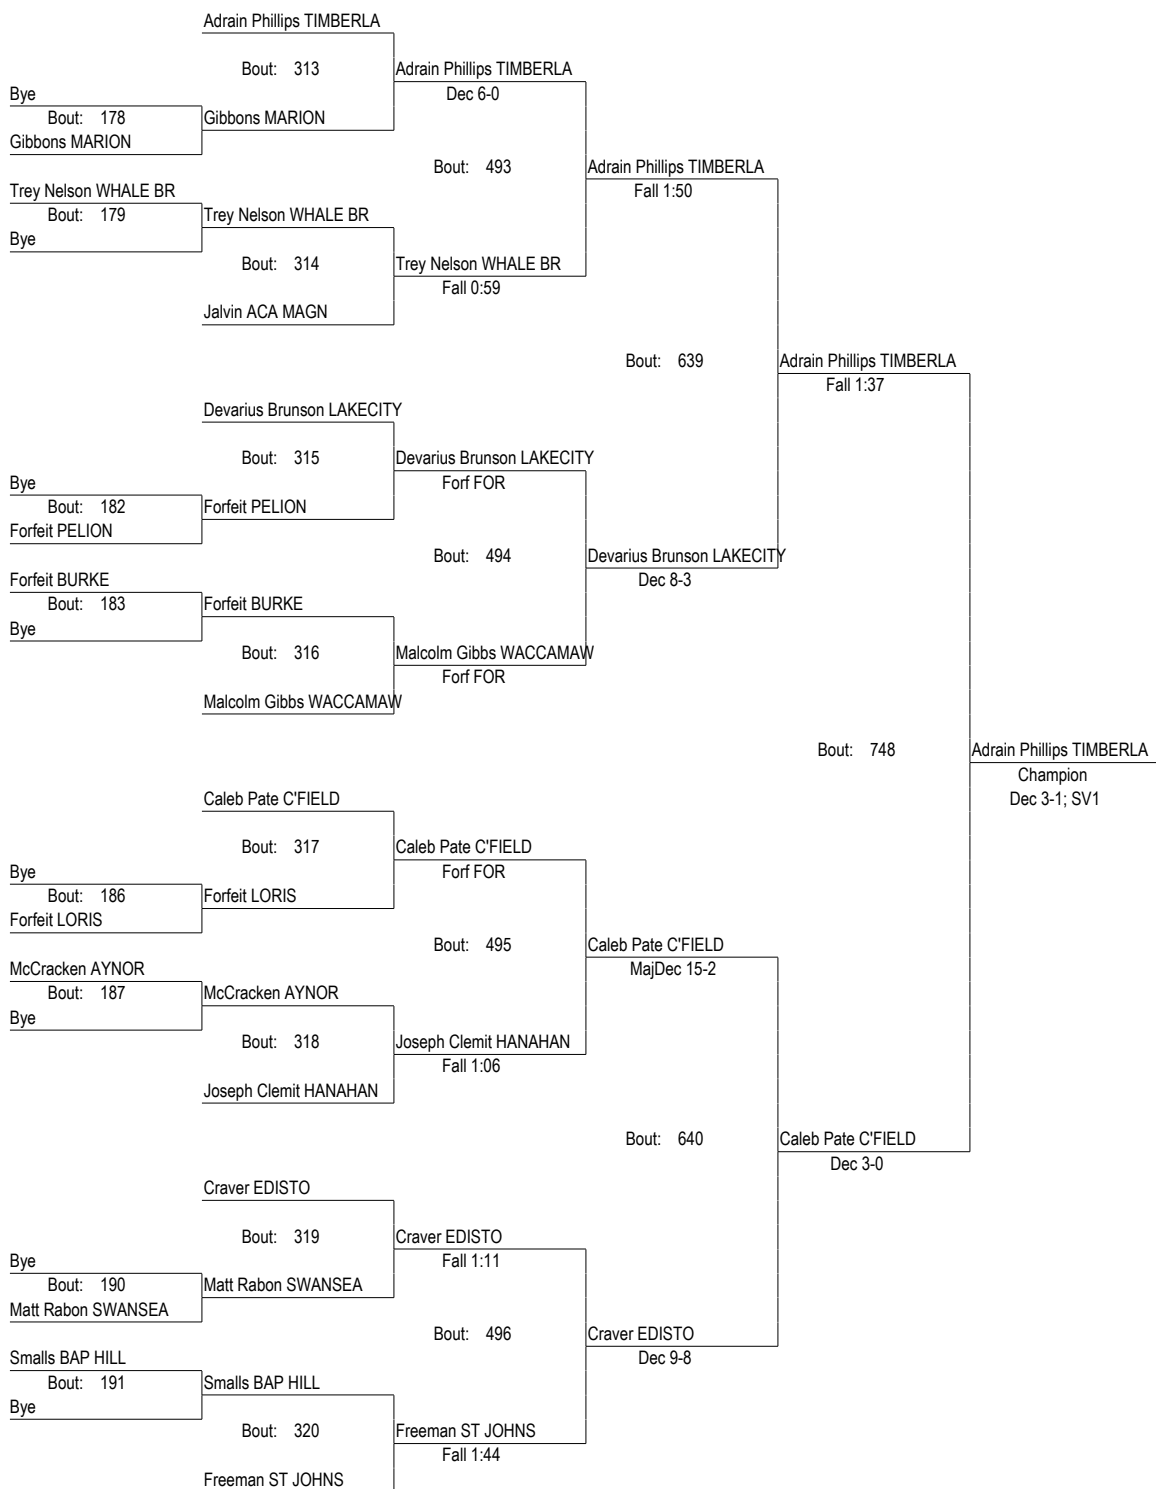 Adrain Phillips TIMBERLA
Bout: 313
Adrain Phillips TIMBERLA
Bye
Dec 6-0
Bout: 178
Gibbons MARION
Gibbons MARION
Bout: 493
Adrain Phillips TIMBERLA
Trey Nelson WHALE BR
Fall 1:50
Bout: 179
Trey Nelson WHALE BR
Bye
Bout: 314
Trey Nelson WHALE BR
Fall 0:59
Jalvin ACA MAGN
Bout: 639
Adrain Phillips TIMBERLA
Fall 1:37
Devarius Brunson LAKECITY
Bout: 315
Devarius Brunson LAKECITY
Bye
Forf FOR
Bout: 182
Forfeit PELION
Forfeit PELION
Bout: 494
Devarius Brunson LAKECITY
Forfeit BURKE
Dec 8-3
Bout: 183
Forfeit BURKE
Bye
Bout: 316
Malcolm Gibbs WACCAMAW
Forf FOR
Malcolm Gibbs WACCAMAW
Bout: 748
Adrain Phillips TIMBERLA
Champion
Dec 3-1; SV1
Caleb Pate C'FIELD
Bout: 317
Caleb Pate C'FIELD
Bye
Forf FOR
Bout: 186
Forfeit LORIS
Forfeit LORIS
Bout: 495
Caleb Pate C'FIELD
McCracken AYNOR
MajDec 15-2
Bout: 187
McCracken AYNOR
Bye
Bout: 318
Joseph Clemit HANAHAN
Fall 1:06
Joseph Clemit HANAHAN
Bout: 640
Caleb Pate C'FIELD
Dec 3-0
Craver EDISTO
Bout: 319
Craver EDISTO
Bye
Fall 1:11
Bout: 190
Matt Rabon SWANSEA
Matt Rabon SWANSEA
Bout: 496
Craver EDISTO
Smalls BAP HILL
Dec 9-8
Bout: 191
Smalls BAP HILL
Bye
Bout: 320
Freeman ST JOHNS
Fall 1:44
Freeman ST JOHNS